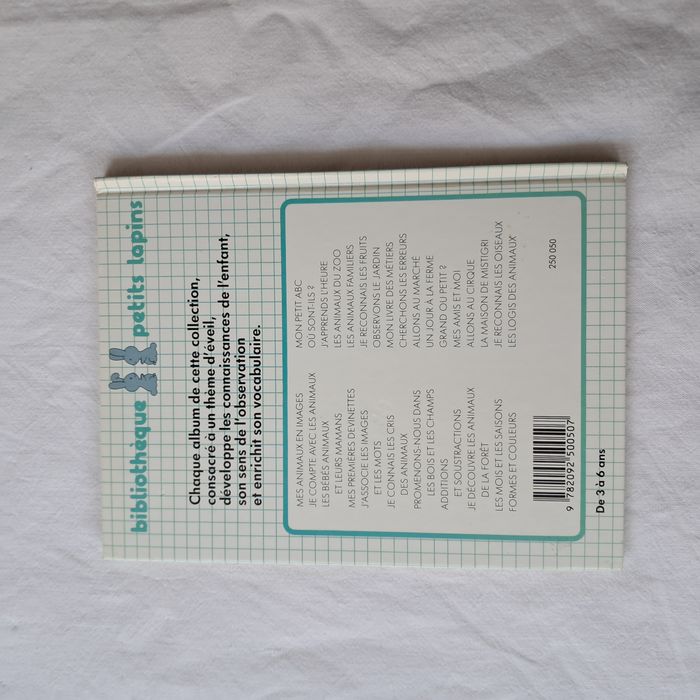 bibliothèque petits lapins
Chaque album de cette collection,
consacré à un thème d'éveil,
développe les connaissances de l'enfant,
son sens de l'observation
et enrichit son vocabulaire.
MES ANIMAUX EN IMAGES
JE COMPTE AVEC LES ANIMAUX
LES BÉBÉS ANIMAUX
ET LEURS MAMANS
MES PREMIÈRES DEVINETTES
J'ASSOCIE LES IMAGES
ET LES MOTS
JE CONNAIS LES CRIS
DES ANIMAUX
PROMENONS-NOUS DANS
LES BOIS ET LES CHAMPS
ADDITIONS
ET SOUSTRACTIONS
JE DÉCOUVRE LES ANIMAUX
DE LA FORÊT
LES MOIS ET LES SAISONS
FORMES ET COULEURS
MON PETIT ABC
OÙ SONT-ILS ?
J'APPRENDS L'HEURE
LES ANIMAUX DU ZOO
LES ANIMAUX FAMILIERS
JE RECONNAIS LES FRUITS
OBSERVONS LE JARDIN
MON LIVRE DES MÉTIERS
CHERCHONS LES ERREURS
ALLONS AU MARCHÉ
UN JOUR À LA FERME
GRAND OU PETIT ?
MES AMIS ET MOI
ALLONS AU CIRQUE
LA MAISON DE MISTIGRI
JE RECONNAIS LES OISEAUX
LES LOGIS DES ANIMAUX
250 050
9 782092 500507
De 3 à 6 ans